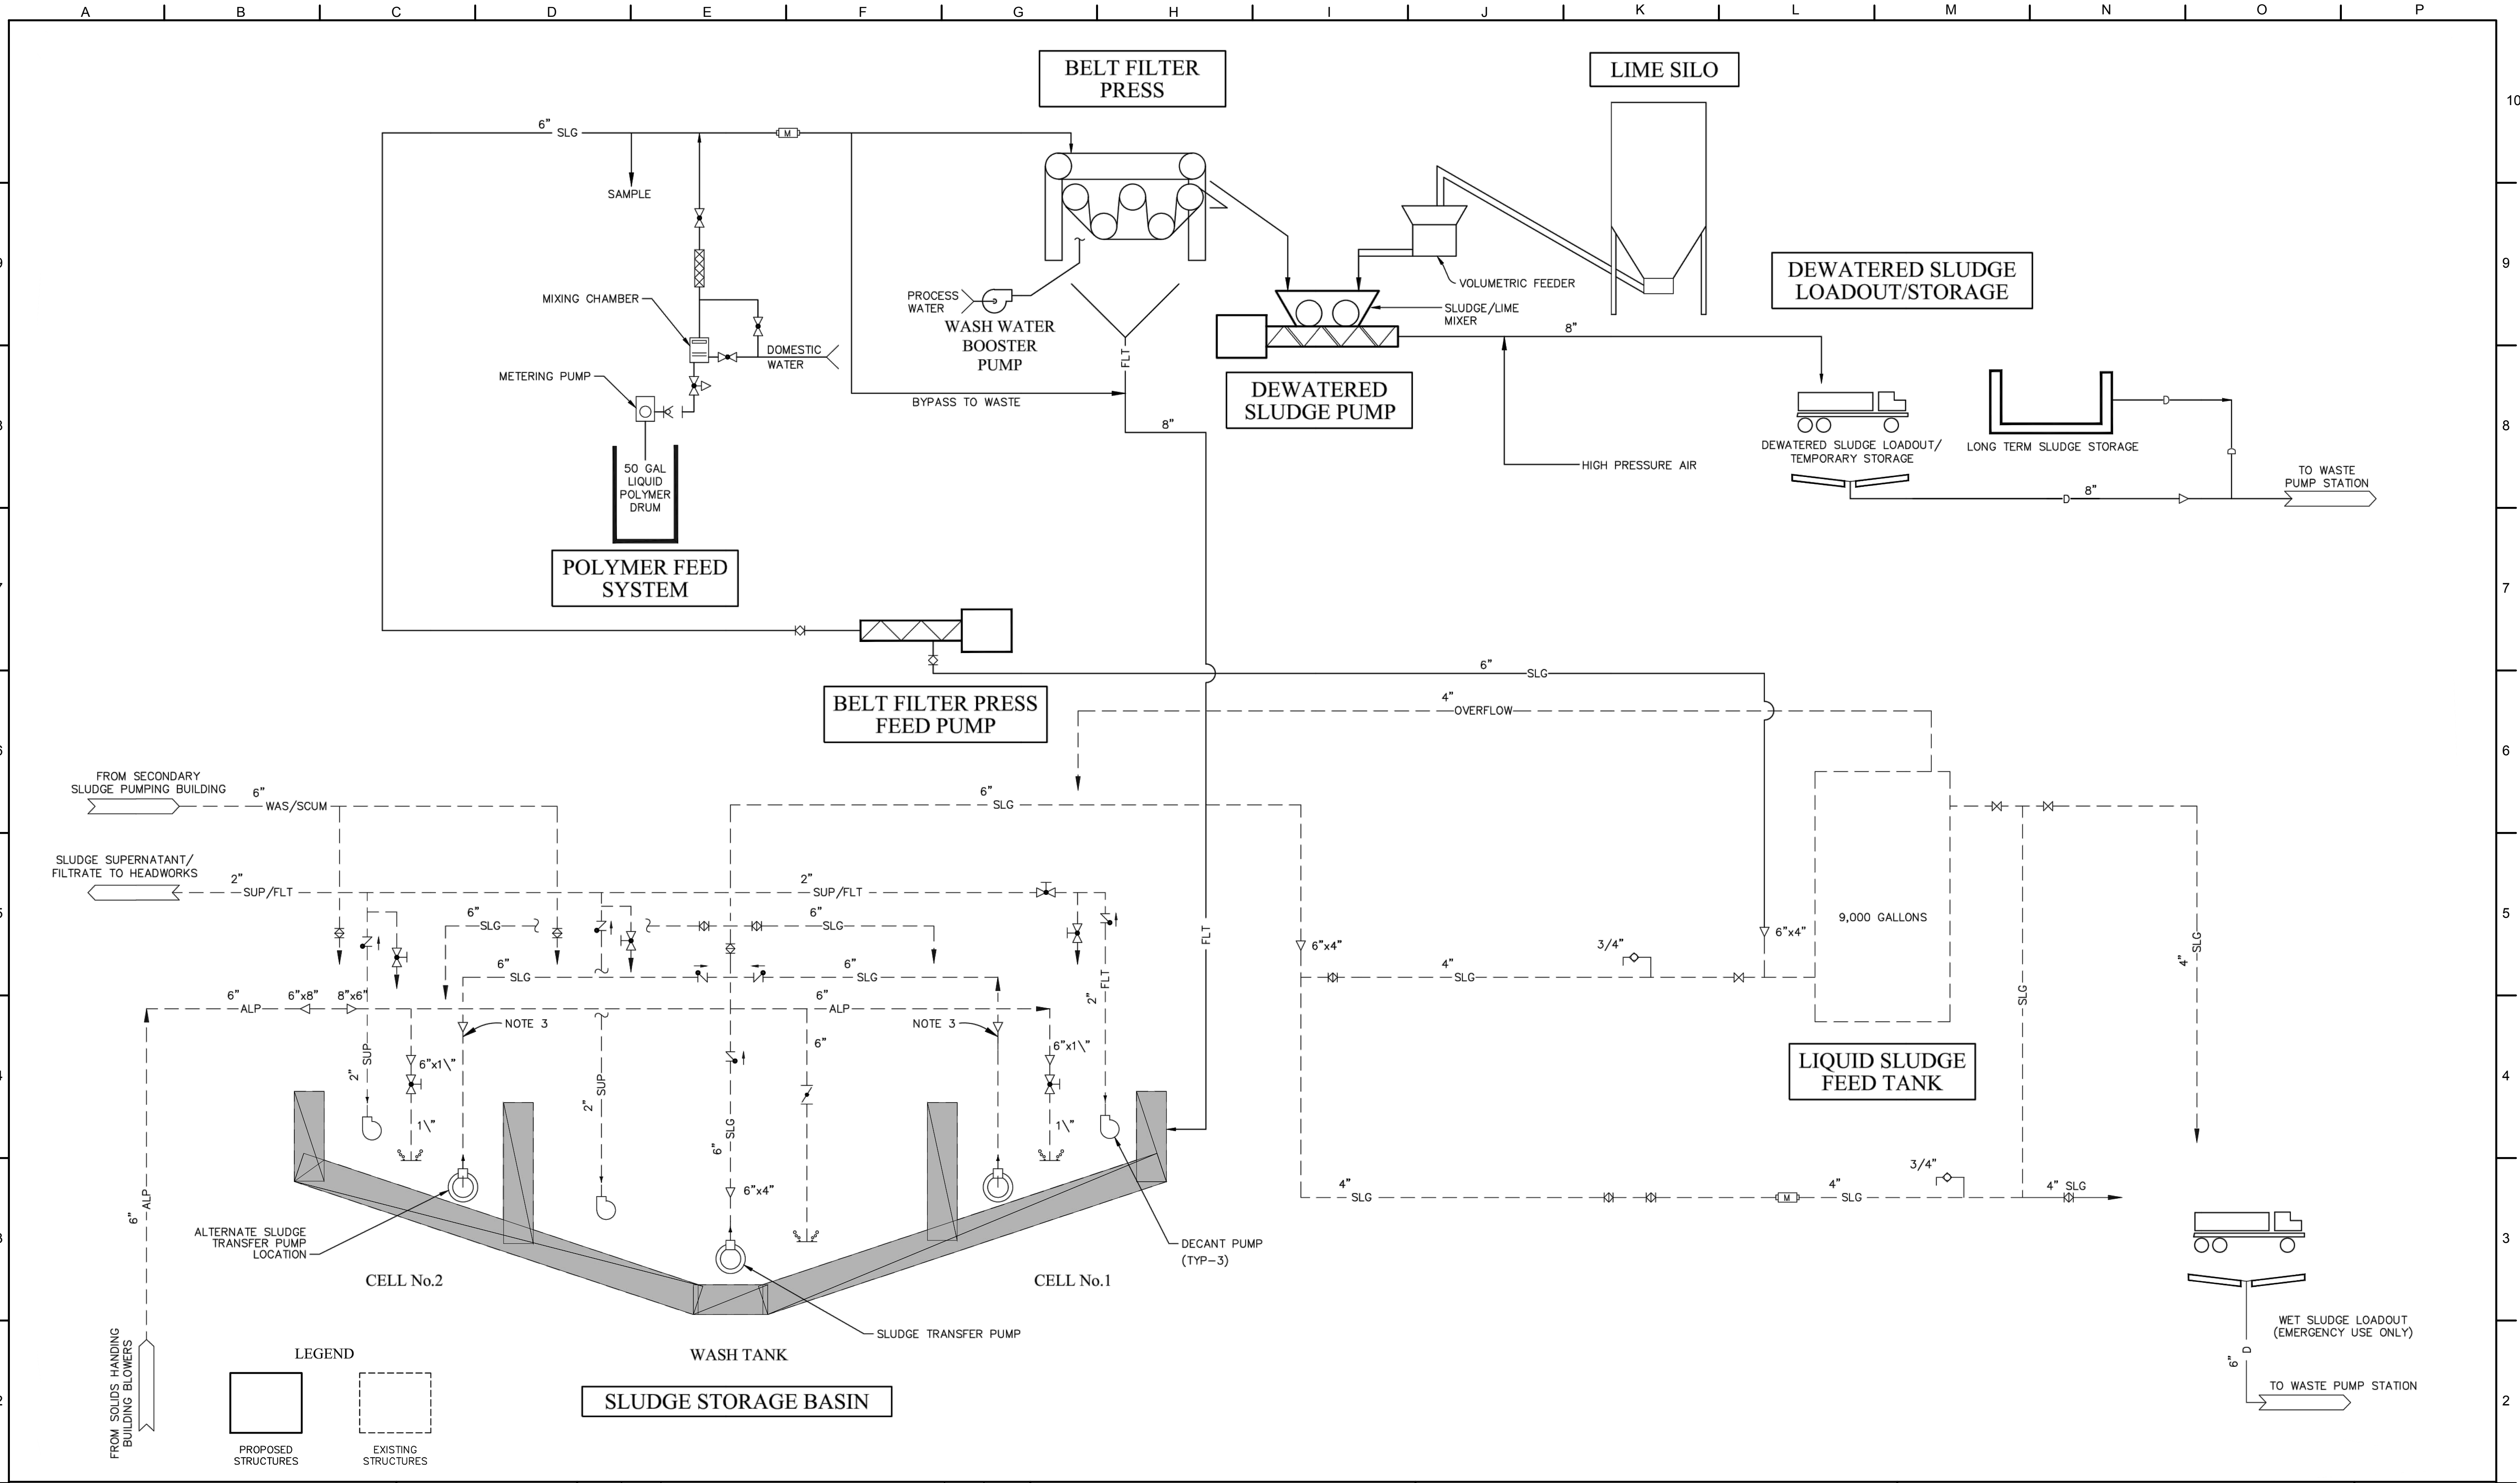 A B C D E F G H I J K L M N O P
BELT FILTER
PRESS
LIME SILO
10
6" SLG
M
SAMPLE
9
9
MIXING CHAMBER
PROCESS
WATER
WASH WATER
BOOSTER
PUMP
VOLUMETRIC FEEDER
SLUDGE/LIME
MIXER
DEWATERED SLUDGE
LOADOUT/STORAGE
8"
DOMESTIC
WATER
FLT
METERING PUMP
BYPASS TO WASTE
8"
DEWATERED
SLUDGE PUMP
D
8
8
DEWATERED SLUDGE LOADOUT/
TEMPORARY STORAGE
LONG TERM SLUDGE STORAGE
D
HIGH PRESSURE AIR
TO WASTE
PUMP STATION
D
8"
50 GAL
LIQUID
POLYMER
DRUM
POLYMER FEED
SYSTEM
7
7
6"
SLG
BELT FILTER PRESS
FEED PUMP
4"
OVERFLOW
6
6
FROM SECONDARY
SLUDGE PUMPING BUILDING
6"
WAS/SCUM
6"
SLG
SLUDGE SUPERNATANT/
FILTRATE TO HEADWORKS
2"
SUP/FLT
2"
SUP/FLT
5
5
6"
SLG
6"
SLG
FLT
9,000 GALLONS
6"x4"
6"x4"
3/4"
4"
SLG
6"
SLG
6"
SLG
4" SLG
2" FLT
SLG
6"
ALP
6"x8"
8"x6"
6"
ALP
NOTE 3
NOTE 3
6"
2" SUP
2" SUP
6"x1\"
6"x1\"
LIQUID SLUDGE
FEED TANK
4
4
1\"
1\"
6" SLG
6"x4"
3/4"
4"
SLG
M
4"
SLG
4" SLG
6" ALP
ALTERNATE SLUDGE
TRANSFER PUMP
LOCATION
DECANT PUMP
(TYP-3)
3
3
CELL No.2
CELL No.1
SLUDGE TRANSFER PUMP
WET SLUDGE LOADOUT
(EMERGENCY USE ONLY)
6" D
FROM SOLIDS HANDING
BUILDING BLOWERS
LEGEND
WASH TANK
TO WASTE PUMP STATION
SLUDGE STORAGE BASIN
2
2
PROPOSED
STRUCTURES
EXISTING
STRUCTURES